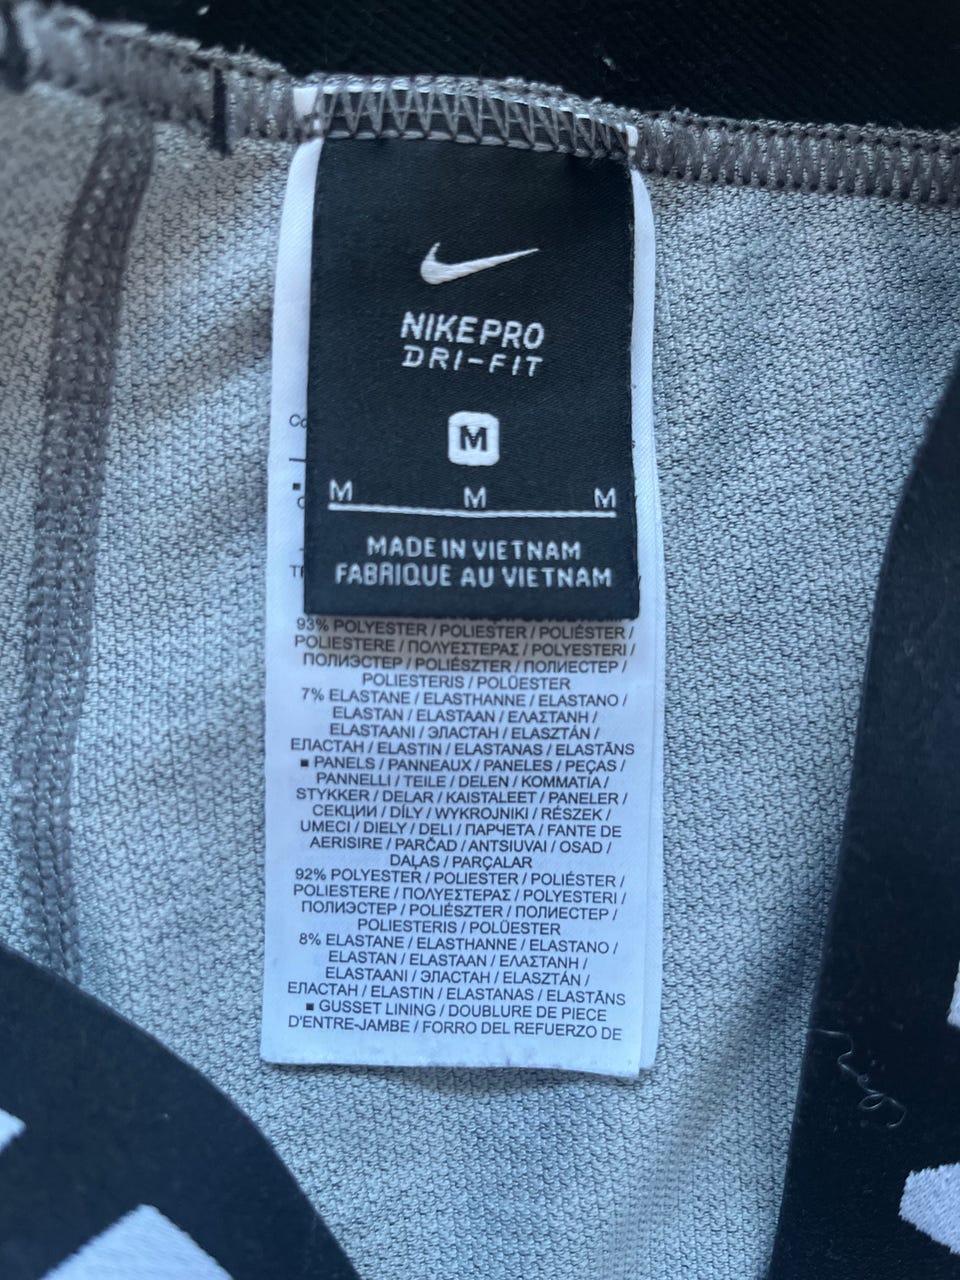 NIKE PRO
DRI-FIT
M
M M M
MADE IN VIETNAM
FABRIQUE AU VIETNAM
93% POLYESTER / POLIESTER / POLIÉSTER /
POLIESTERE / ΠΟΛΥΕΣΤΕΡΑΣ / POLYESTERI /
ПОЛИЭСТЕР / POLIÉSZTER / ПОЛИЕСТЕР /
POLIESTERIS / POLÜESTER
7% ELASTANE / ELASTHANNE / ELASTANO /
ELASTAN / ELASTAAN / ΕΛΑΣΤΑΝΗ /
ELASTAANI / ЭЛАСТАН / ELASZTÁN /
ЕЛАСТАН / ELASTIN / ELASTANAS / ELASTĀNS
■ PANELS / PANNEAUX / PANELES / PEÇAS /
PANNELLI / TEILE / DELEN / ΚΟΜΜΑΤΙΑ /
STYKKER / DELAR / KAISTALEET / PANELER /
СЕКЦИИ / DÍLY / WYKROJNIKI / RÉSZEK /
UMECI / DIELY / DELI / ПАРЧЕТА / FANTE DE
AERISIRE / PARČAD / ANTSIUVAI / OSAD /
DAĻAS / PARÇALAR
92% POLYESTER / POLIESTER / POLIÉSTER /
POLIESTERE / ΠΟΛΥΕΣΤΕΡΑΣ / POLYESTERI /
ПОЛИЭСТЕР / POLIÉSZTER / ПОЛИЕСТЕР /
POLIESTERIS / POLÜESTER
8% ELASTANE / ELASTHANNE / ELASTANO /
ELASTAN / ELASTAAN / ΕΛΑΣΤΑΝΗ /
ELASTAANI / ЭЛАСТАН / ELASZTÁN /
ЕЛАСТАН / ELASTIN / ELASTANAS / ELASTĀNS
■ GUSSET LINING / DOUBLURE DE PIECE
D'ENTRE-JAMBE / FORRO DEL REFUERZO DE